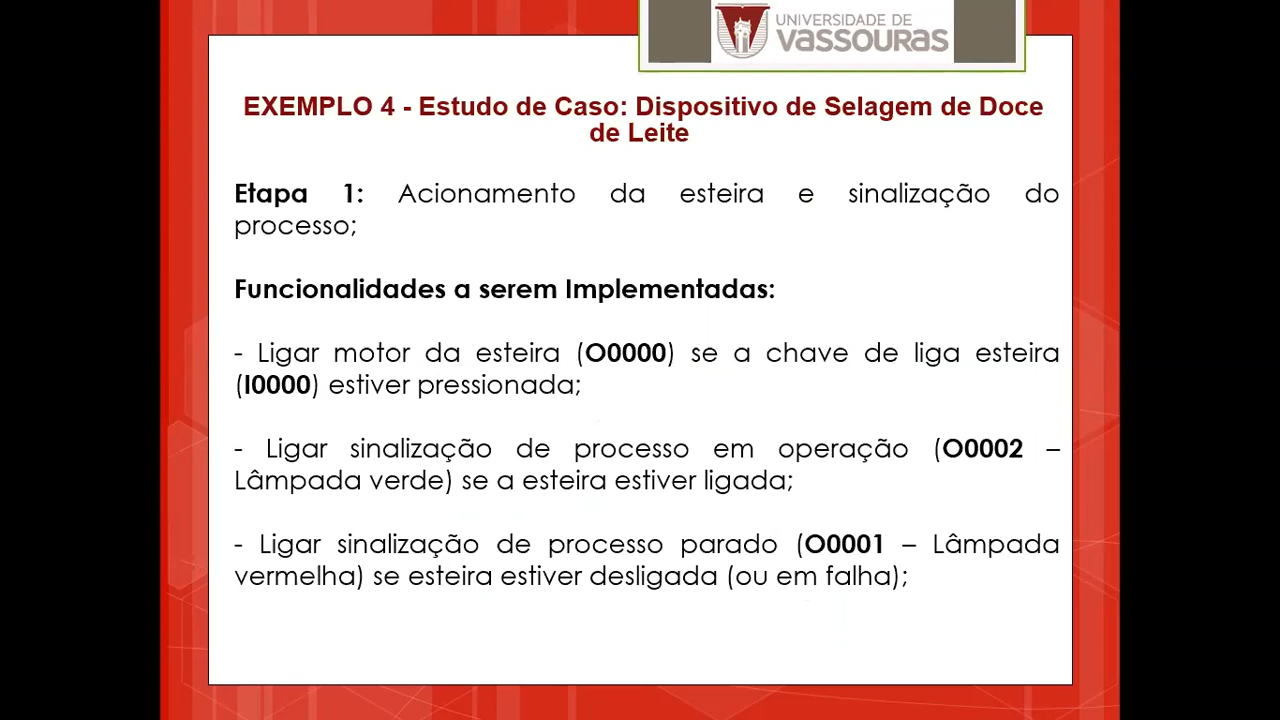 UNIVERSIDADE DE
VASSOURAS
EXEMPLO 4 - Estudo de Caso: Dispositivo de Selagem de Doce
de Leite
Etapa 1: Acionamento da esteira e sinalização do
processo;
Funcionalidades a serem Implementadas:
- Ligar motor da esteira (O0000) se a chave de liga esteira
(I0000) estiver pressionada;
- Ligar sinalização de processo em operação (O0002 –
Lâmpada verde) se a esteira estiver ligada;
- Ligar sinalização de processo parado (O0001 – Lâmpada
vermelha) se esteira estiver desligada (ou em falha);